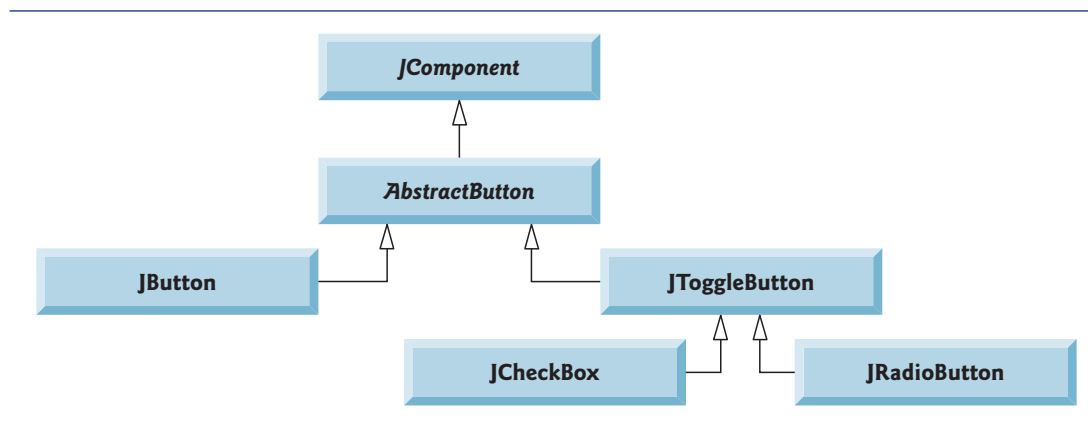 JComponent
AbstractButton
JButton
JToggleButton
JCheckBox
JRadioButton